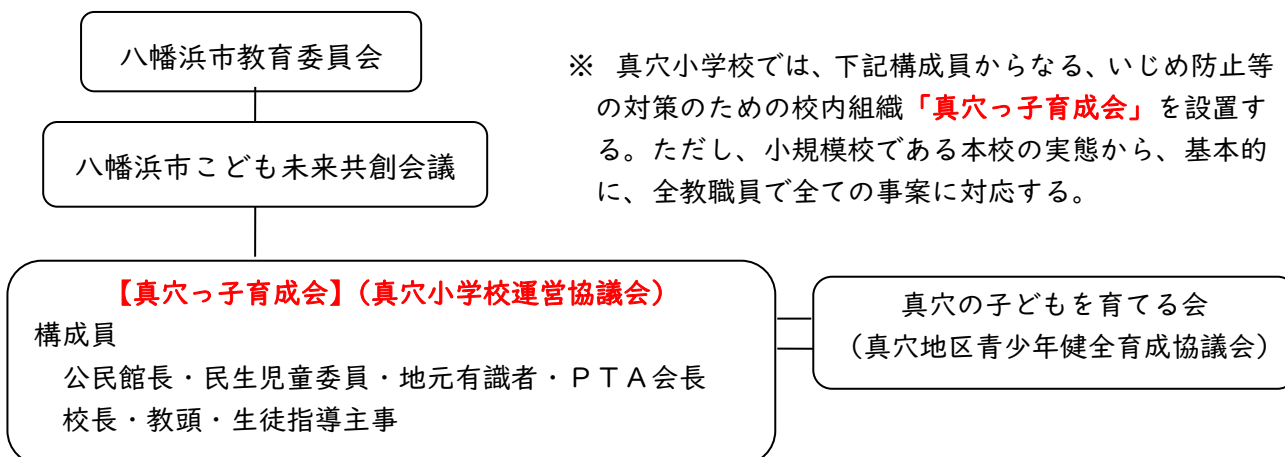 八幡浜市教育委員会
※ 真穴小学校では、下記構成員からなる、いじめ防止等
の対策のための校内組織「真穴っ子育成会」を設置す
る。ただし、小規模校である本校の実態から、基本的
に、全教職員で全ての事案に対応する。
八幡浜市こども未来共創会議
【真穴っ子育成会】（真穴小学校運営協議会）
構成員
公民館長・民生児童委員・地元有識者・ＰＴＡ会長
校長・教頭・生徒指導主事
真穴の子どもを育てる会
（真穴地区青少年健全育成協議会）